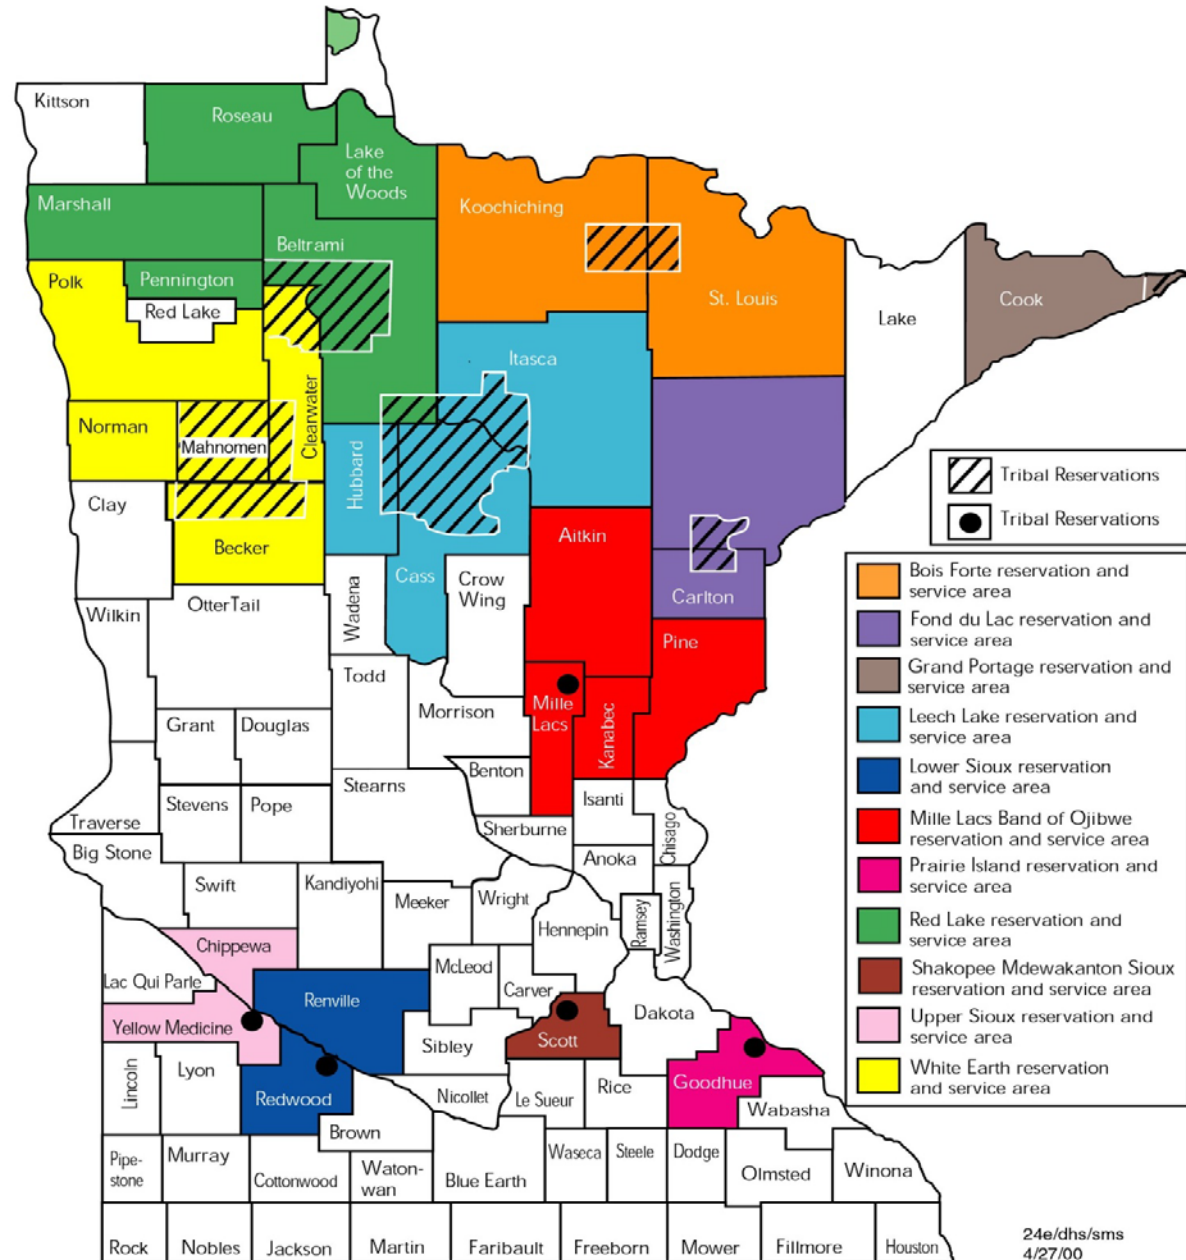 Kittson
Roseau
Lake
of the
Woods
Marshall
Koochiching
Beltrami
Polk
Pennington
Red Lake
St. Louis
Cook
Lake
Itasca
Clearwater
Norman
Mahnomen
Hubbard
Clay
Becker
Aitkin
Cass
Crow
Wing
Wadena
Carlton
OtterTail
Wilkin
Pine
Todd
Mille
Lacs
Kanabec
Morrison
Grant
Douglas
Benton
Stearns
Isanti
Stevens
Pope
Traverse
Sherburne
Chisago
Big Stone
Anoka
Swift
Kandiyohi
Meeker
Wright
Hennepin
Ramsey
Washington
Chippewa
McLeod
Lac Qui Parle
Carver
Renville
Dakota
Yellow Medicine
Scott
Sibley
Lincoln
Lyon
Goodhue
Redwood
Nicollet
Le Sueur
Rice
Wabasha
Brown
Pipe-
stone
Murray
Cottonwood
Waton-
wan
Blue Earth
Waseca
Steele
Dodge
Olmsted
Winona
Rock
Nobles
Jackson
Martin
Faribault
Freeborn
Mower
Fillmore
Houston
Tribal Reservations
Tribal Reservations
Bois Forte reservation and
service area
Fond du Lac reservation and
service area
Grand Portage reservation and
service area
Leech Lake reservation and
service area
Lower Sioux reservation
and service area
Mille Lacs Band of Ojibwe
reservation and service area
Prairie Island reservation and
service area
Red Lake reservation and
service area
Shakopee Mdewakanton Sioux
reservation and service area
Upper Sioux reservation and
service area
White Earth reservation
and service area
24e/dhs/sms
4/27/00